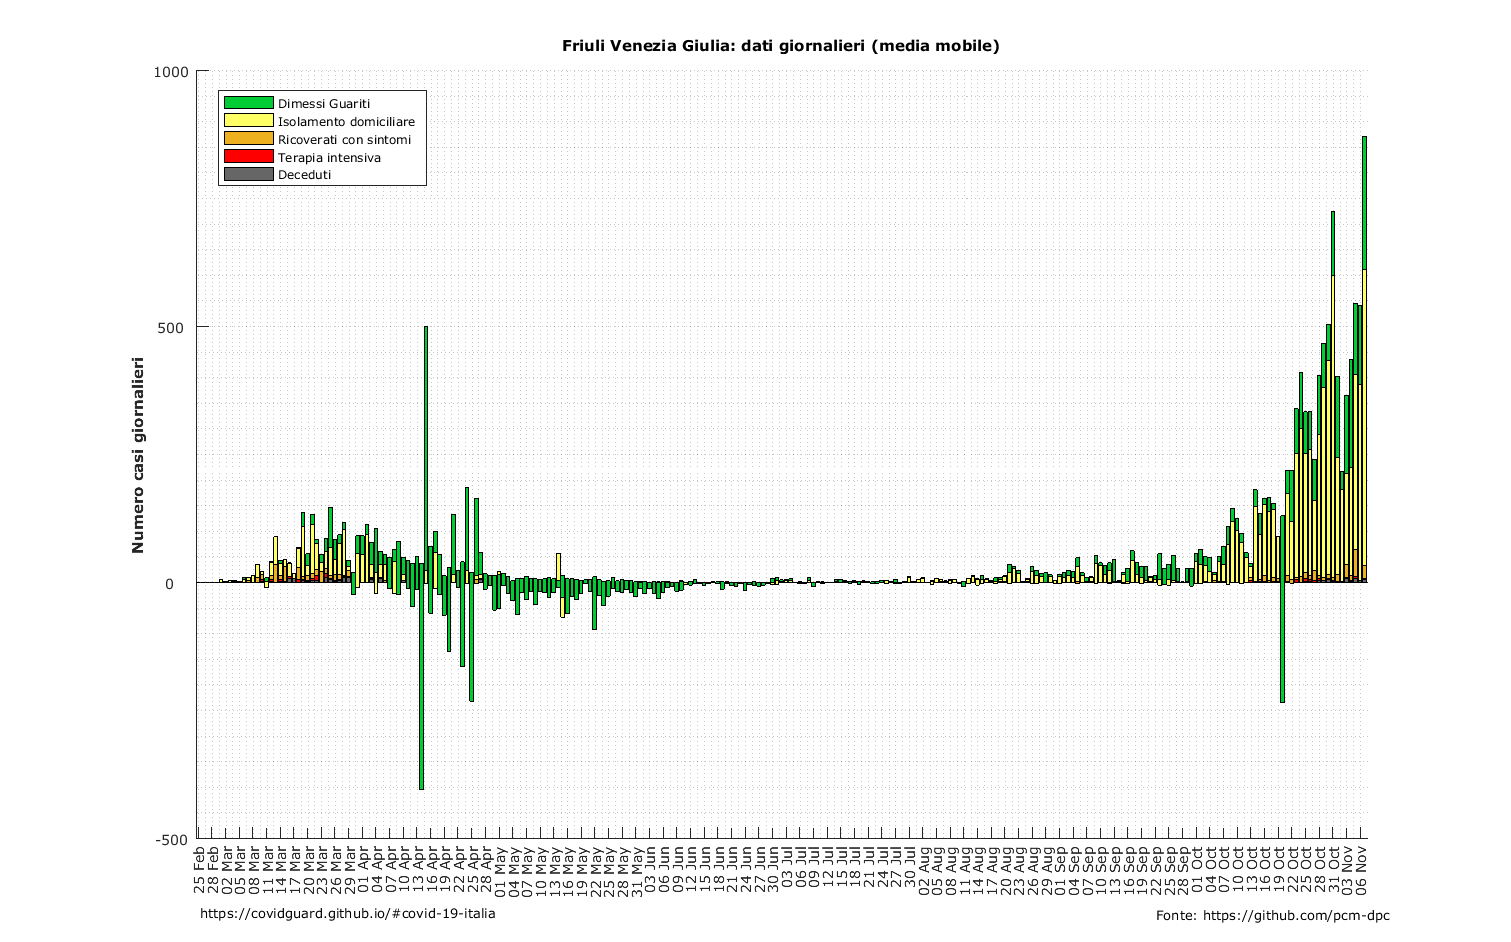 Friuli Venezia Giulia: dati giornalieri (media mobile)
1000
500
0
-500
Numero casi giornalieri
Dimessi Guariti
Isolamento domiciliare
Ricoverati con sintomi
Terapia intensiva
Deceduti
25 Feb
28 Feb
02 Mar
05 Mar
08 Mar
11 Mar
14 Mar
17 Mar
20 Mar
23 Mar
26 Mar
29 Mar
01 Apr
04 Apr
07 Apr
10 Apr
13 Apr
16 Apr
19 Apr
22 Apr
25 Apr
28 Apr
01 May
04 May
07 May
10 May
13 May
16 May
19 May
22 May
25 May
28 May
31 May
03 Jun
06 Jun
09 Jun
12 Jun
15 Jun
18 Jun
21 Jun
24 Jun
27 Jun
30 Jun
03 Jul
06 Jul
09 Jul
12 Jul
15 Jul
18 Jul
21 Jul
24 Jul
27 Jul
30 Jul
02 Aug
05 Aug
08 Aug
11 Aug
14 Aug
17 Aug
20 Aug
23 Aug
26 Aug
29 Aug
01 Sep
04 Sep
07 Sep
10 Sep
13 Sep
16 Sep
19 Sep
22 Sep
25 Sep
28 Sep
01 Oct
04 Oct
07 Oct
10 Oct
13 Oct
16 Oct
19 Oct
22 Oct
25 Oct
28 Oct
31 Oct
03 Nov
06 Nov
https://covidguard.github.io/#covid-19-italia
Fonte: https://github.com/pcm-dpc